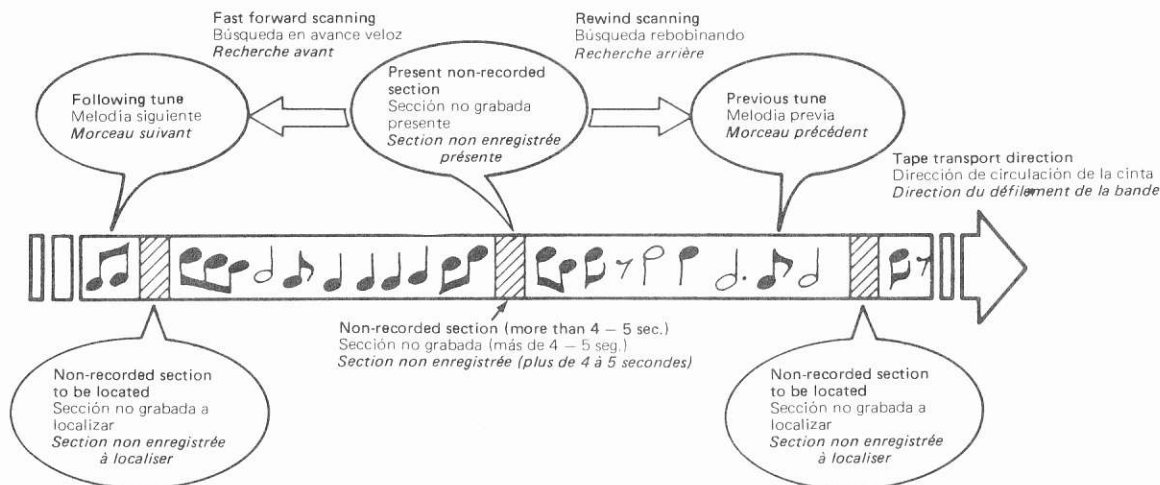 Fast forward scanning
Búsqueda en avance veloz
Recherche avant
Rewind scanning
Búsqueda rebobinando
Recherche arrière
Following tune
Melodia siguiente
Morceau suivant
Present non-recorded
section
Sección no grabada
presente
Section non enregistrée
présente
Previous tune
Melodia previa
Morceau précédent
Tape transport direction
Dirección de circulación de la cinta
Direction du défilement de la bande
Non-recorded section (more than 4 – 5 sec.)
Sección no grabada (más de 4 – 5 seg.)
Section non enregistrée (plus de 4 à 5 secondes)
Non-recorded section
to be located
Sección no grabada a
localizar
Section non enregistrée
à localiser
Non-recorded section
to be located
Sección no grabada a
localizar
Section non enregistrée
à localiser